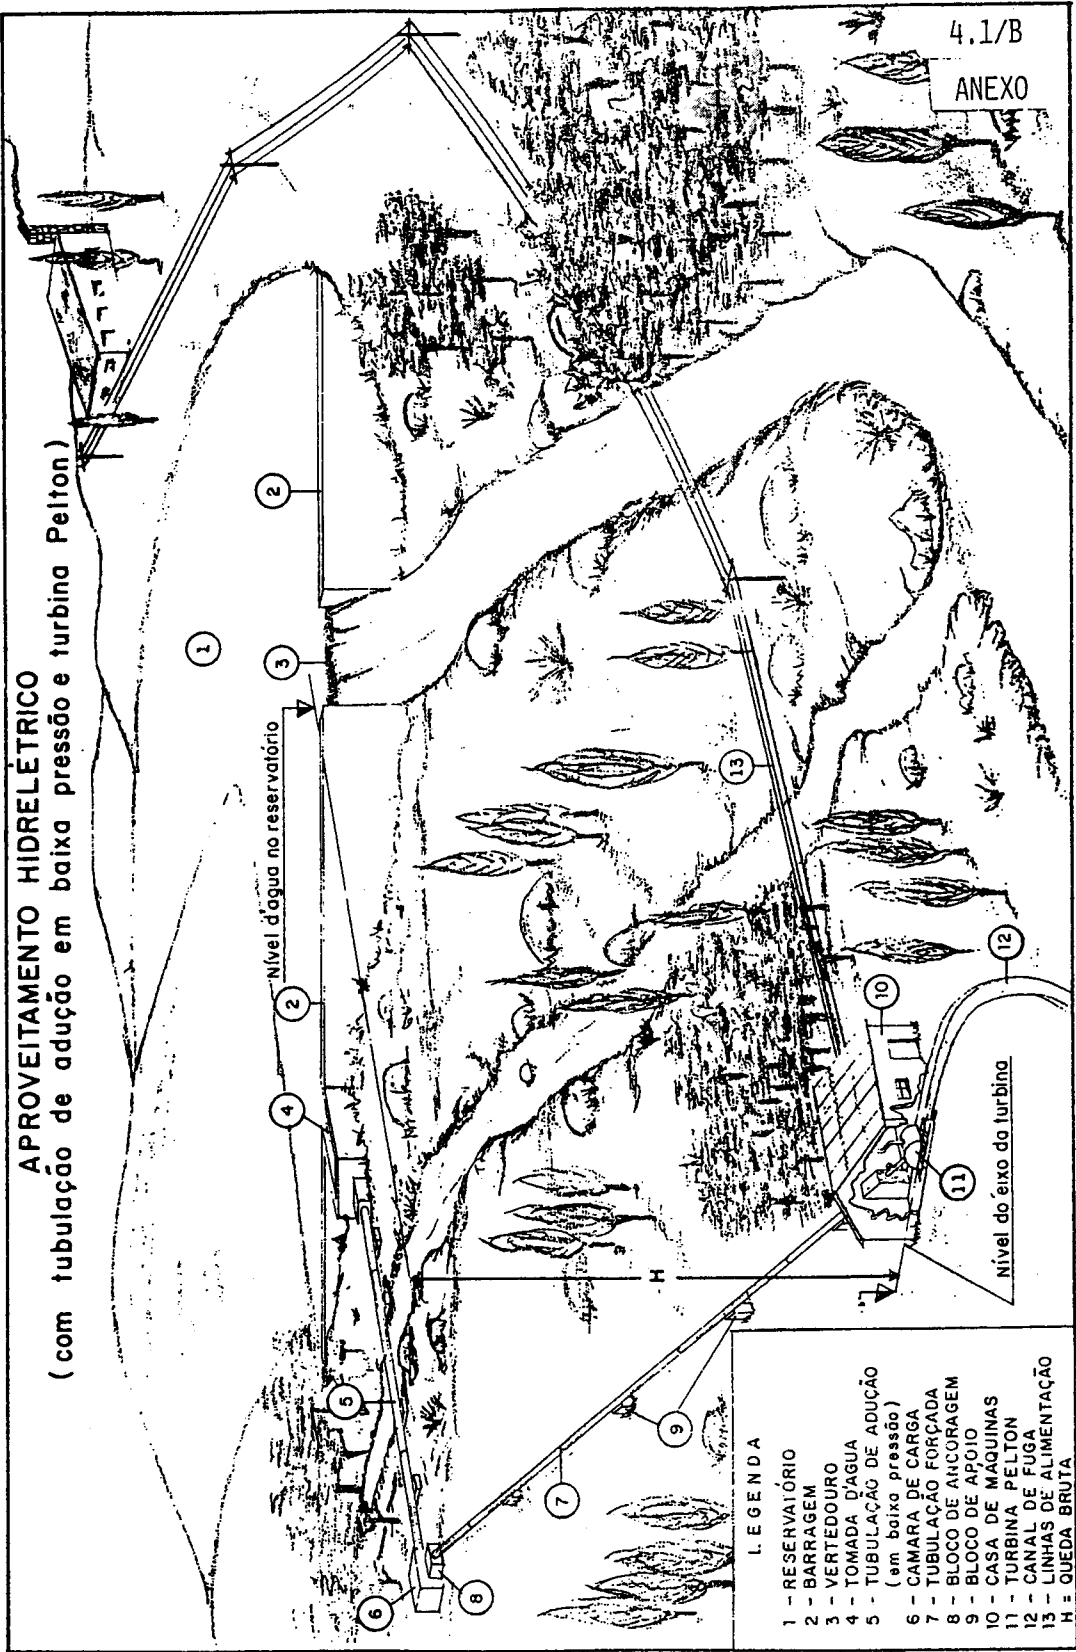 4.1/B
ANEXO
APROVEITAMENTO HIDRELÉTRICO
(com tubulação de adução em baixa pressão e turbina Pelton)
1
2
3
Nível d'agua no reservatório
2
4
5
6
8
7
9
H
13
10
12
11
Nível do eixo da turbina
LEGENDA
1 - RESERVATÓRIO
2 - BARRAGEM
3 - VERTEDOURO
4 - TOMADA D'ÁGUA
5 - TUBULAÇÃO DE ADUÇÃO
(em baixo pressão)
6 - CAMARA DE CARGA
7 - TUBULAÇÃO FORÇADA
8 - BLOCO DE ANCORAGEM
9 - BLOCO DE APOIO
10 - CASA DE MAQUINAS
11 - TURBINA PELTON
12 - CANAL DE FUGA
13 - LINHAS DE ALIMENTAÇÃO
H = QUEDA BRUTA